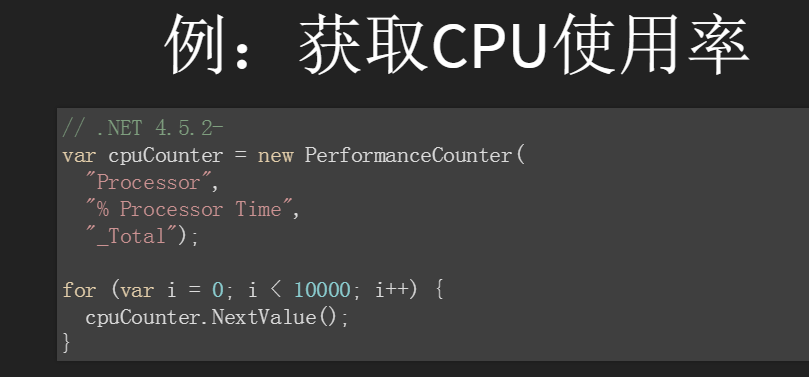 例：获取CPU使用率
// .NET 4.5.2-
var cpuCounter = new PerformanceCounter(
  "Processor",
  "% Processor Time",
  "_Total");

for (var i = 0; i < 10000; i++) {
  cpuCounter.NextValue();
}